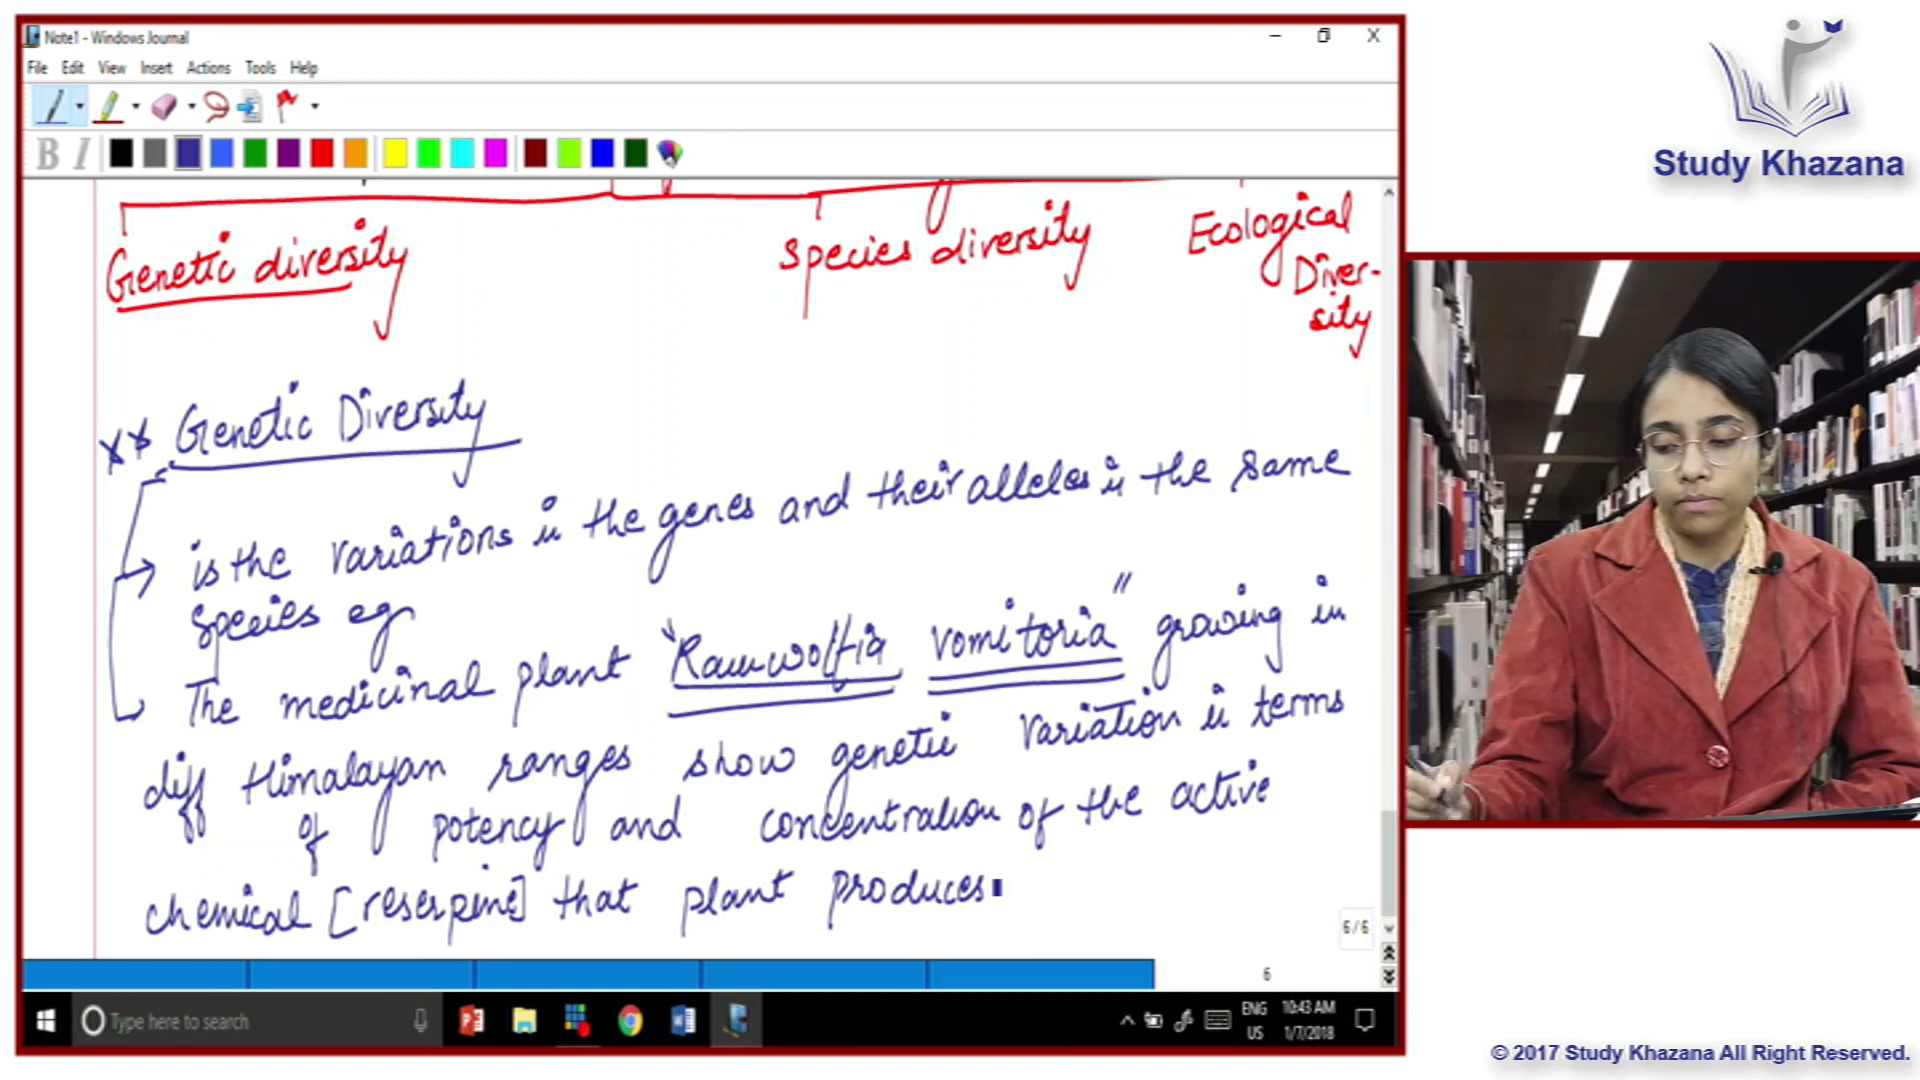 Note1 - Windows Journal
File Edit View Insert Actions Tools Help
B I
Genetic diversity
Species diversity
Ecological
Diver-
sity
Genetic Diversity
is the variations in the genes and their alleles in the same
species eg
The medicinal plant "Rauwolfia vomitoria" growing in
diff Himalayan ranges show genetic variation in terms
of potency and concentration of the active
chemical [reserpine] that plant produces
6/6
6
Type here to search
ENG
US
10:43 AM
1/7/2018
Study Khazana
© 2017 Study Khazana All Right Reserved.